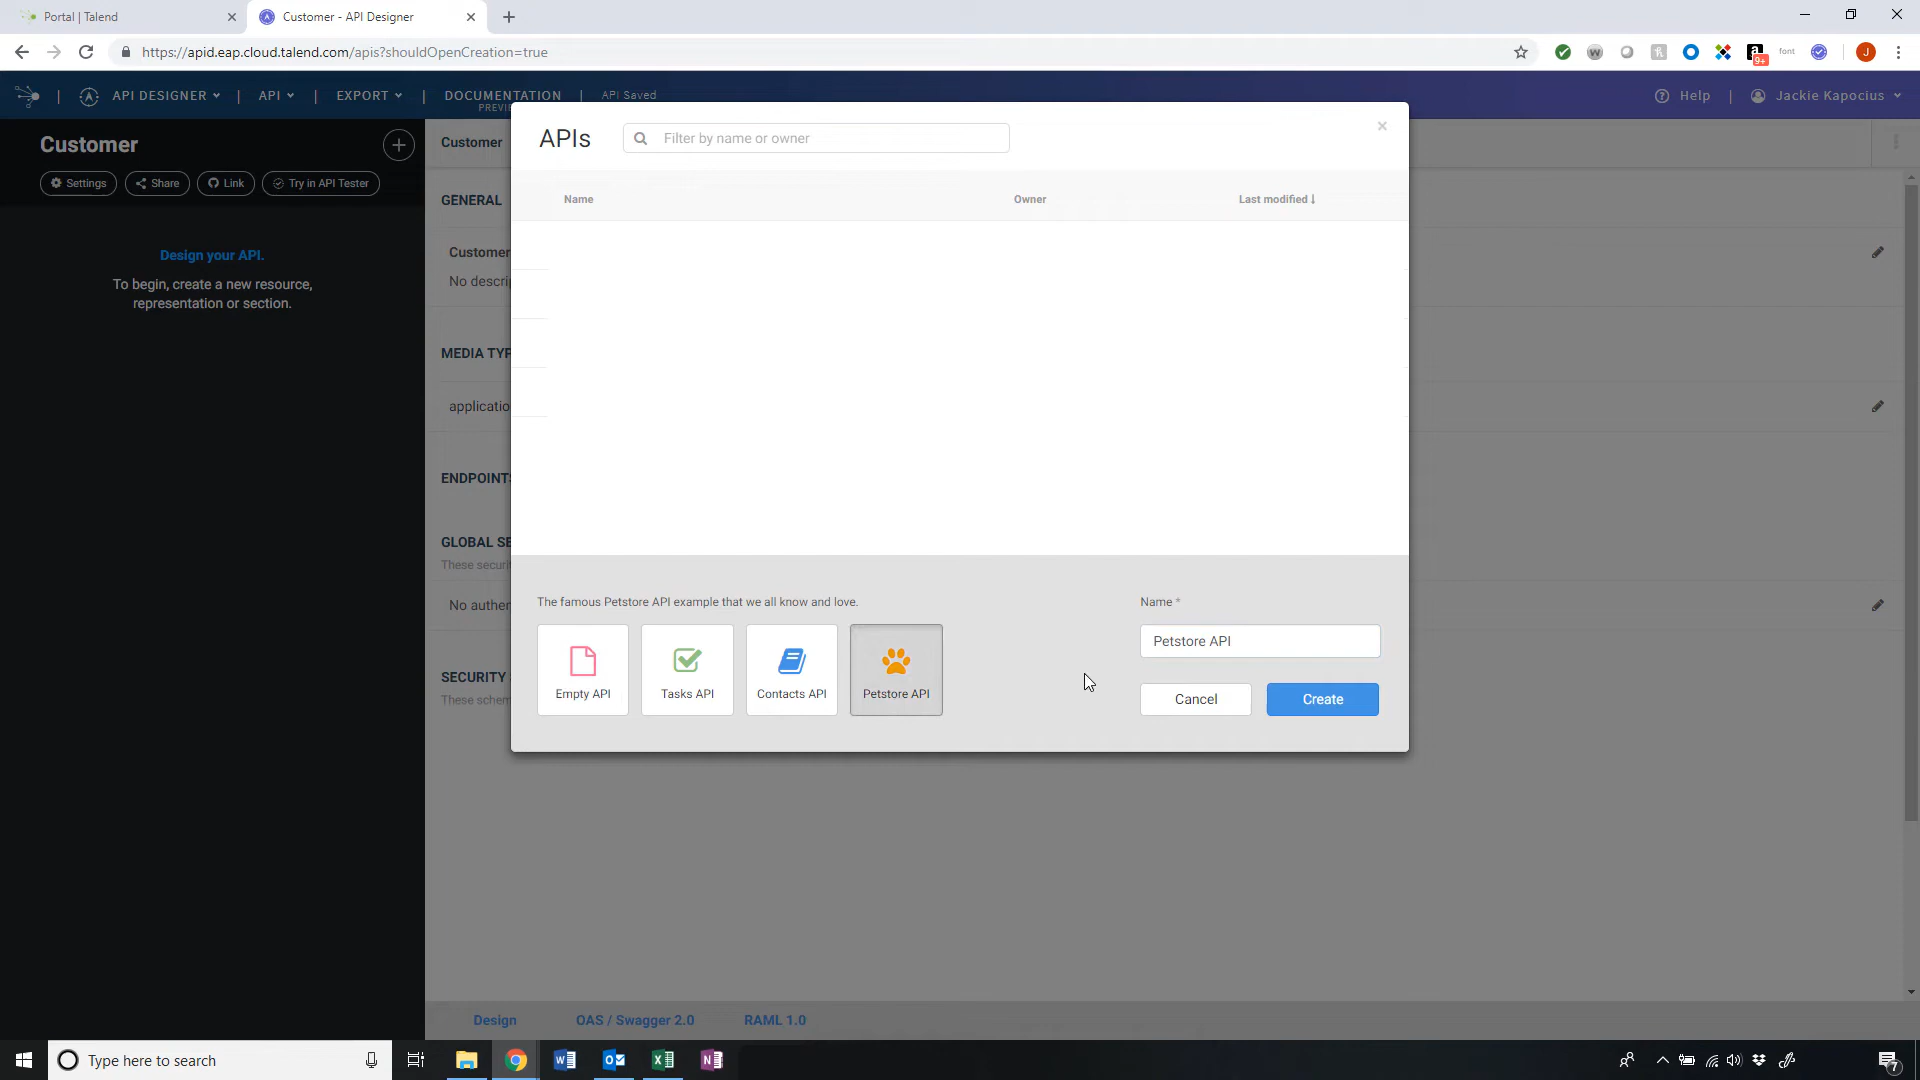 Portal | Talend
Customer - API Designer
https://apid.eap.cloud.talend.com/apis?shouldOpenCreation=true
W
font
9+
J
API DESIGNER
API
EXPORT
DOCUMENTATION
API Saved
Help
Jackie Kapocius
Customer
Settings
Share
Link
Try in API Tester
Design your API.
To begin, create a new resource,
representation or section.
Customer
GENERAL
Customer
No descri
MEDIA TYP
applicatio
ENDPOINT
GLOBAL SE
These securi
No authen
SECURITY
These schem
APIs
Filter by name or owner
×
Name
Owner
Last modified
The famous Petstore API example that we all know and love.
Empty API
Tasks API
Contacts API
Petstore API
Name *
Petstore API
Cancel
Create
Design
OAS / Swagger 2.0
RAML 1.0
Type here to search
7